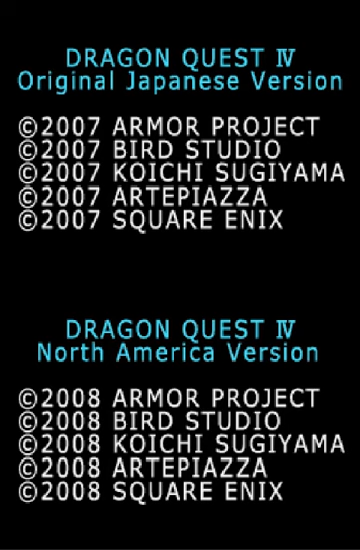 DRAGON QUEST Ⅳ
Original Japanese Version
©2007 ARMOR PROJECT
©2007 BIRD STUDIO
©2007 KOICHI SUGIYAMA
©2007 ARTEPIAZZA
©2007 SQUARE ENIX
DRAGON QUEST Ⅳ
North America Version
©2008 ARMOR PROJECT
©2008 BIRD STUDIO
©2008 KOICHI SUGIYAMA
©2008 ARTEPIAZZA
©2008 SQUARE ENIX